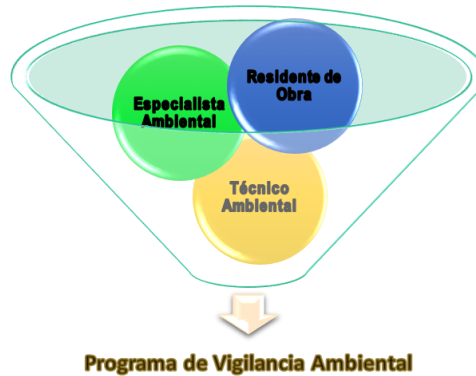 Residente de
Obra
Especialista
Ambiental
Técnico
Ambiental
Programa de Vigilancia Ambiental